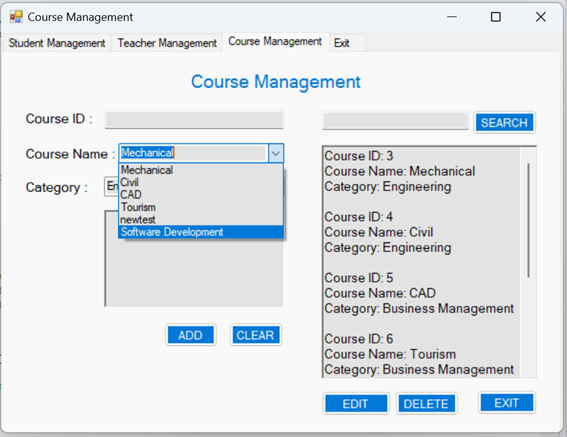 Course Management
Student Management Teacher Management Course Management Exit
Course Management
Course ID :
SEARCH
Course Name : Mechanical
Mechanical
Civil
CAD
Tourism
newtest
Software Development
Category : En
ADD CLEAR
Course ID: 3
Course Name: Mechanical
Category: Engineering
Course ID: 4
Course Name: Civil
Category: Engineering
Course ID: 5
Course Name: CAD
Category: Business Management
Course ID: 6
Course Name: Tourism
Category: Business Management
EDIT DELETE EXIT